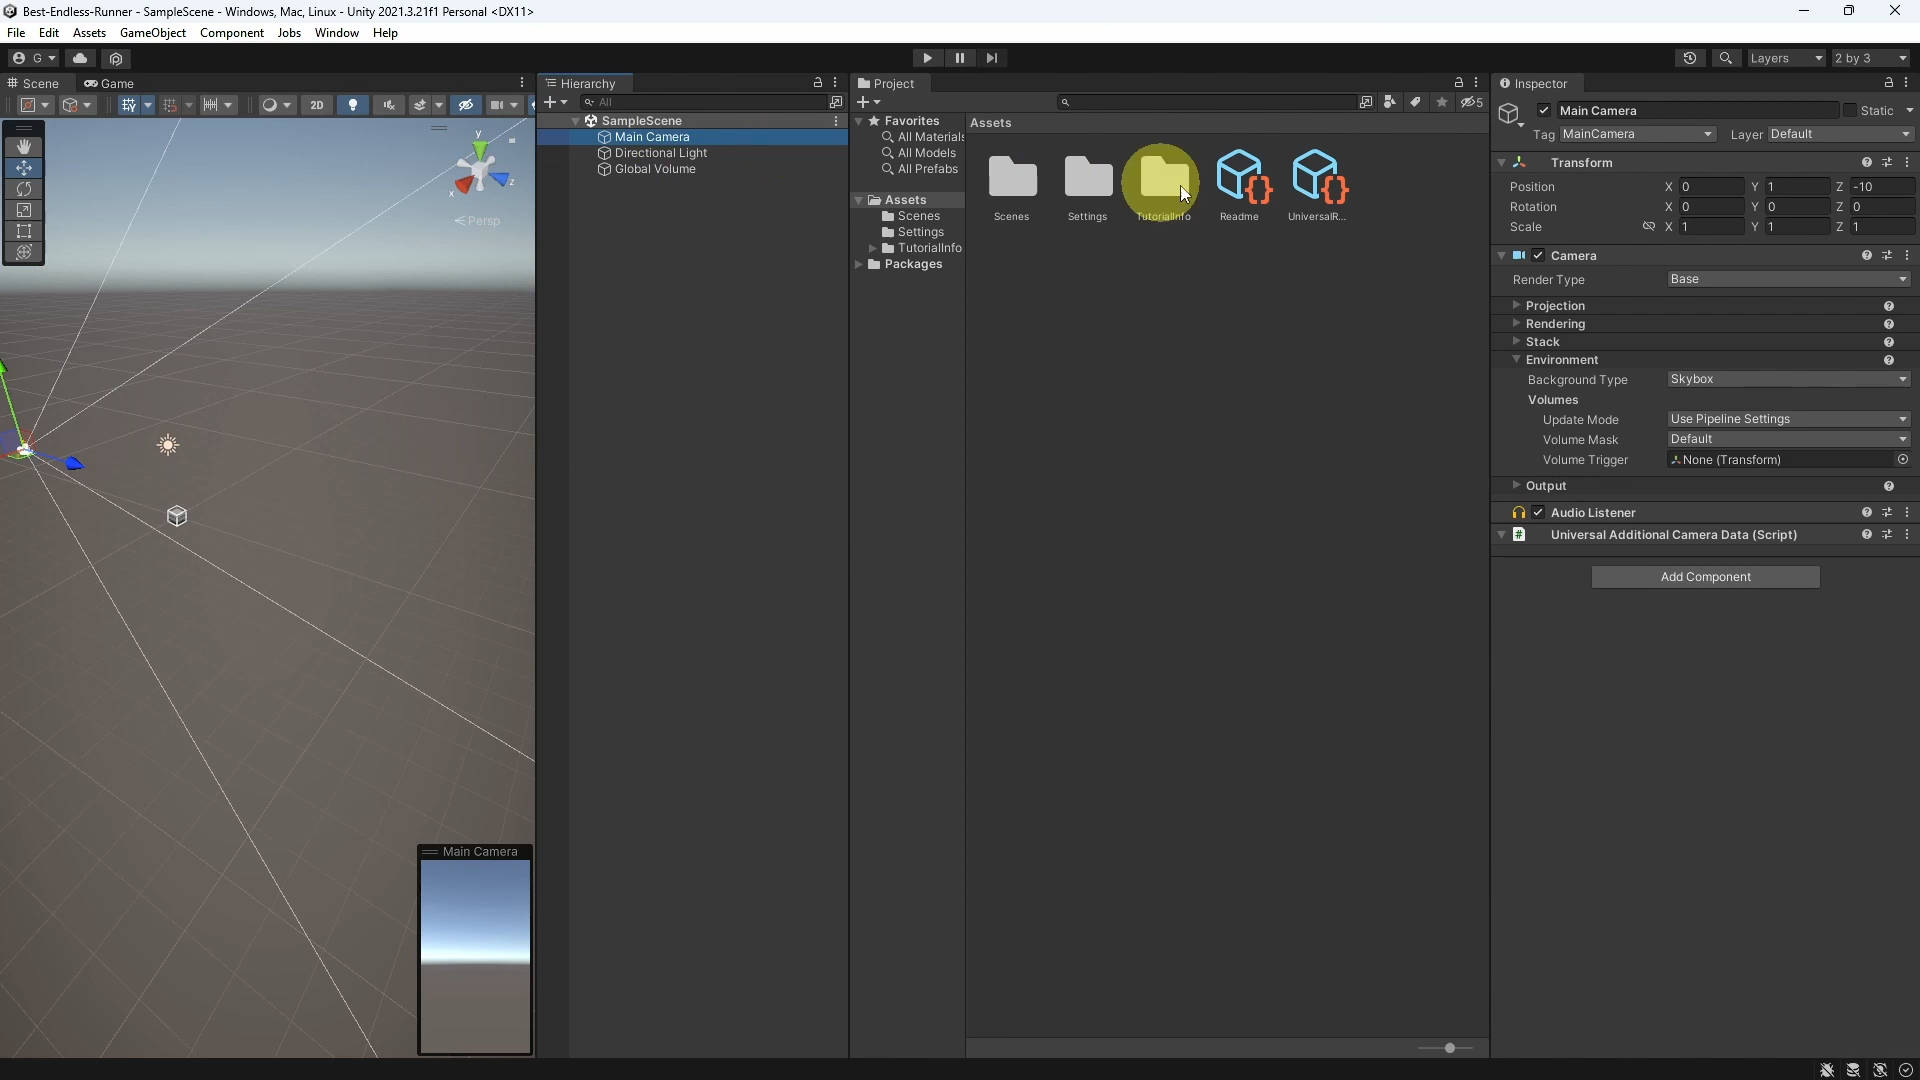 Best-Endless-Runner - SampleScene - Windows, Mac, Linux - Unity 2021.3.21f1 Personal <DX11>
File Edit Assets GameObject Component Jobs Window Help
G
Layers
2 by 3
Scene
Game
2D
y
x
z
Persp
Main Camera
Hierarchy
All
SampleScene
Main Camera
Directional Light
Global Volume
Project
5
Favorites
All Materials
All Models
All Prefabs
Assets
Scenes
Settings
TutorialInfo
Packages
Assets
Scenes
Settings
TutorialInfo
Readme
UniversalR...
Inspector
Main Camera
Static
Tag MainCamera
Layer Default
Transform
Position X 0 Y 1 Z -10
Rotation X 0 Y 0 Z 0
Scale X 1 Y 1 Z 1
Camera
Render Type Base
Projection
Rendering
Stack
Environment
Background Type Skybox
Volumes
Update Mode Use Pipeline Settings
Volume Mask Default
Volume Trigger None (Transform)
Output
Audio Listener
# Universal Additional Camera Data (Script)
Add Component